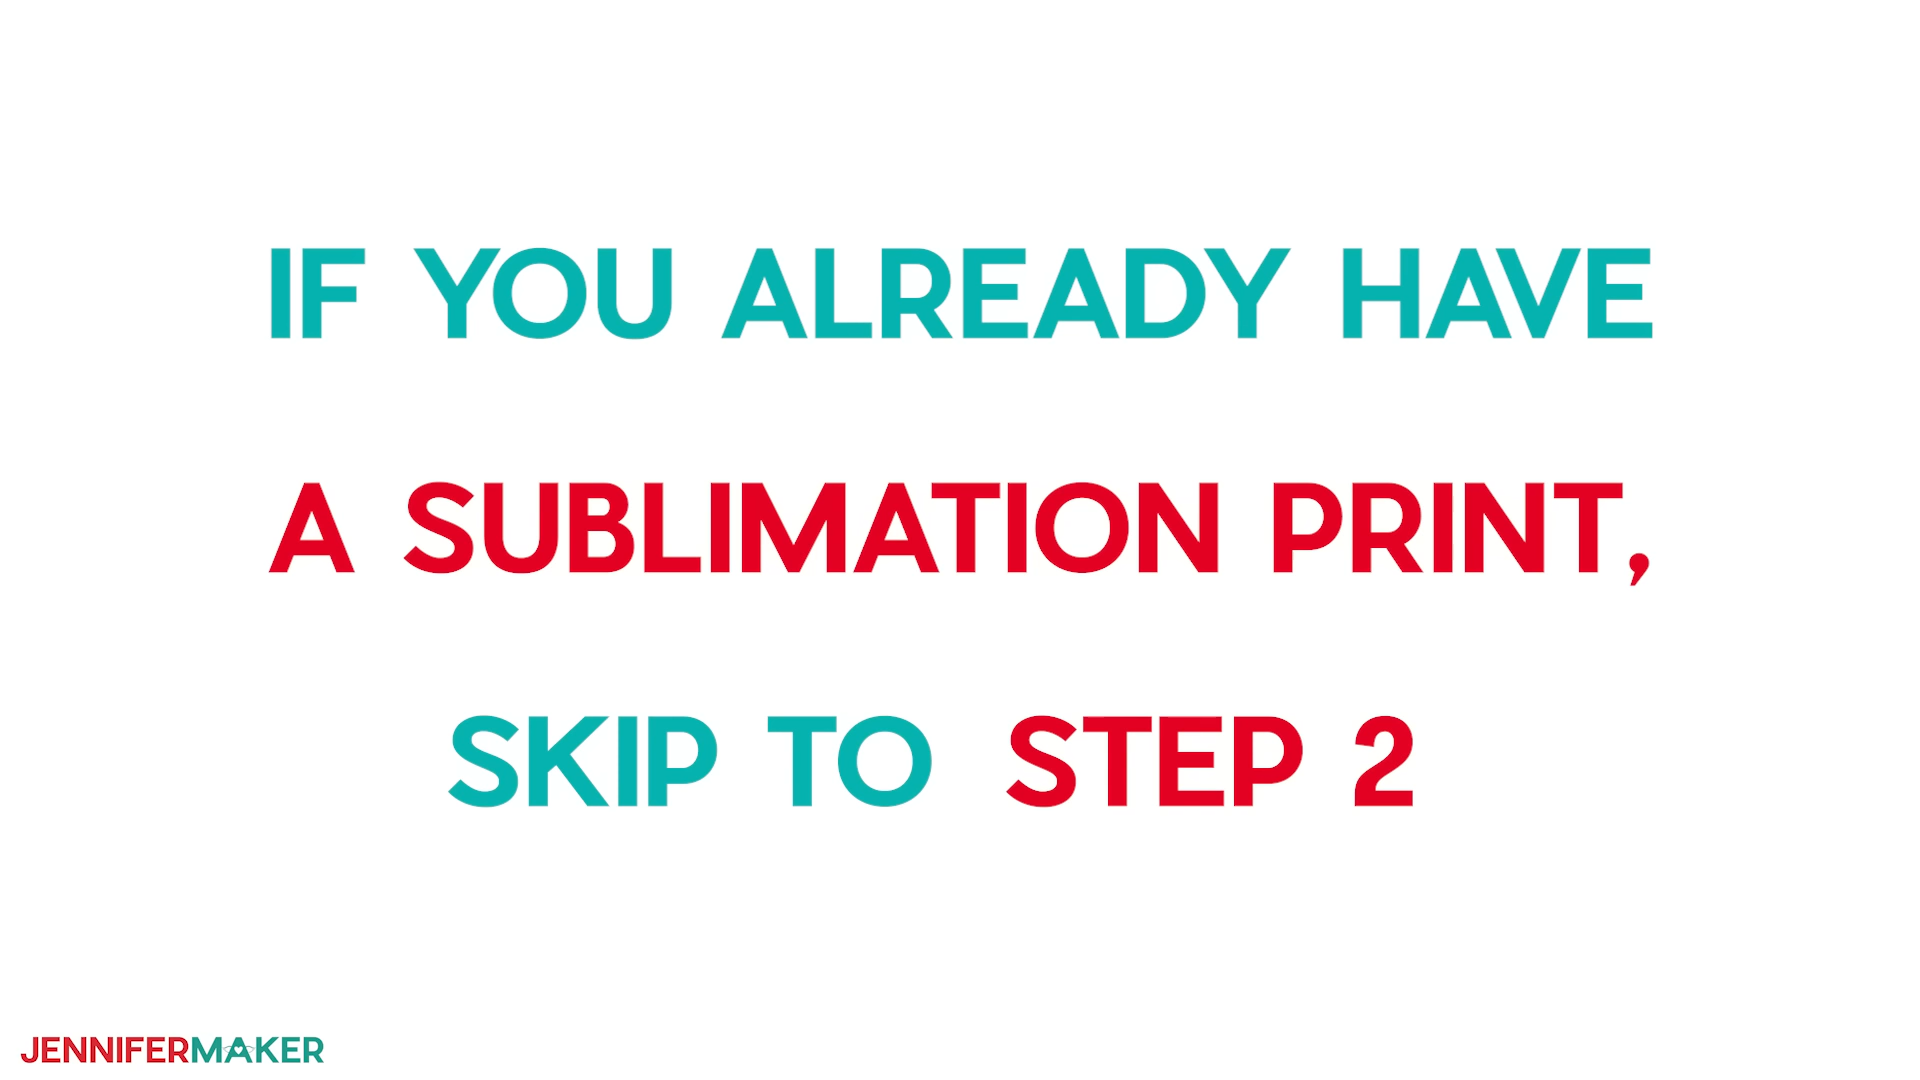 IF YOU ALREADY HAVE
A SUBLIMATION PRINT,
SKIP TO STEP 2
JENNIFERMAKER